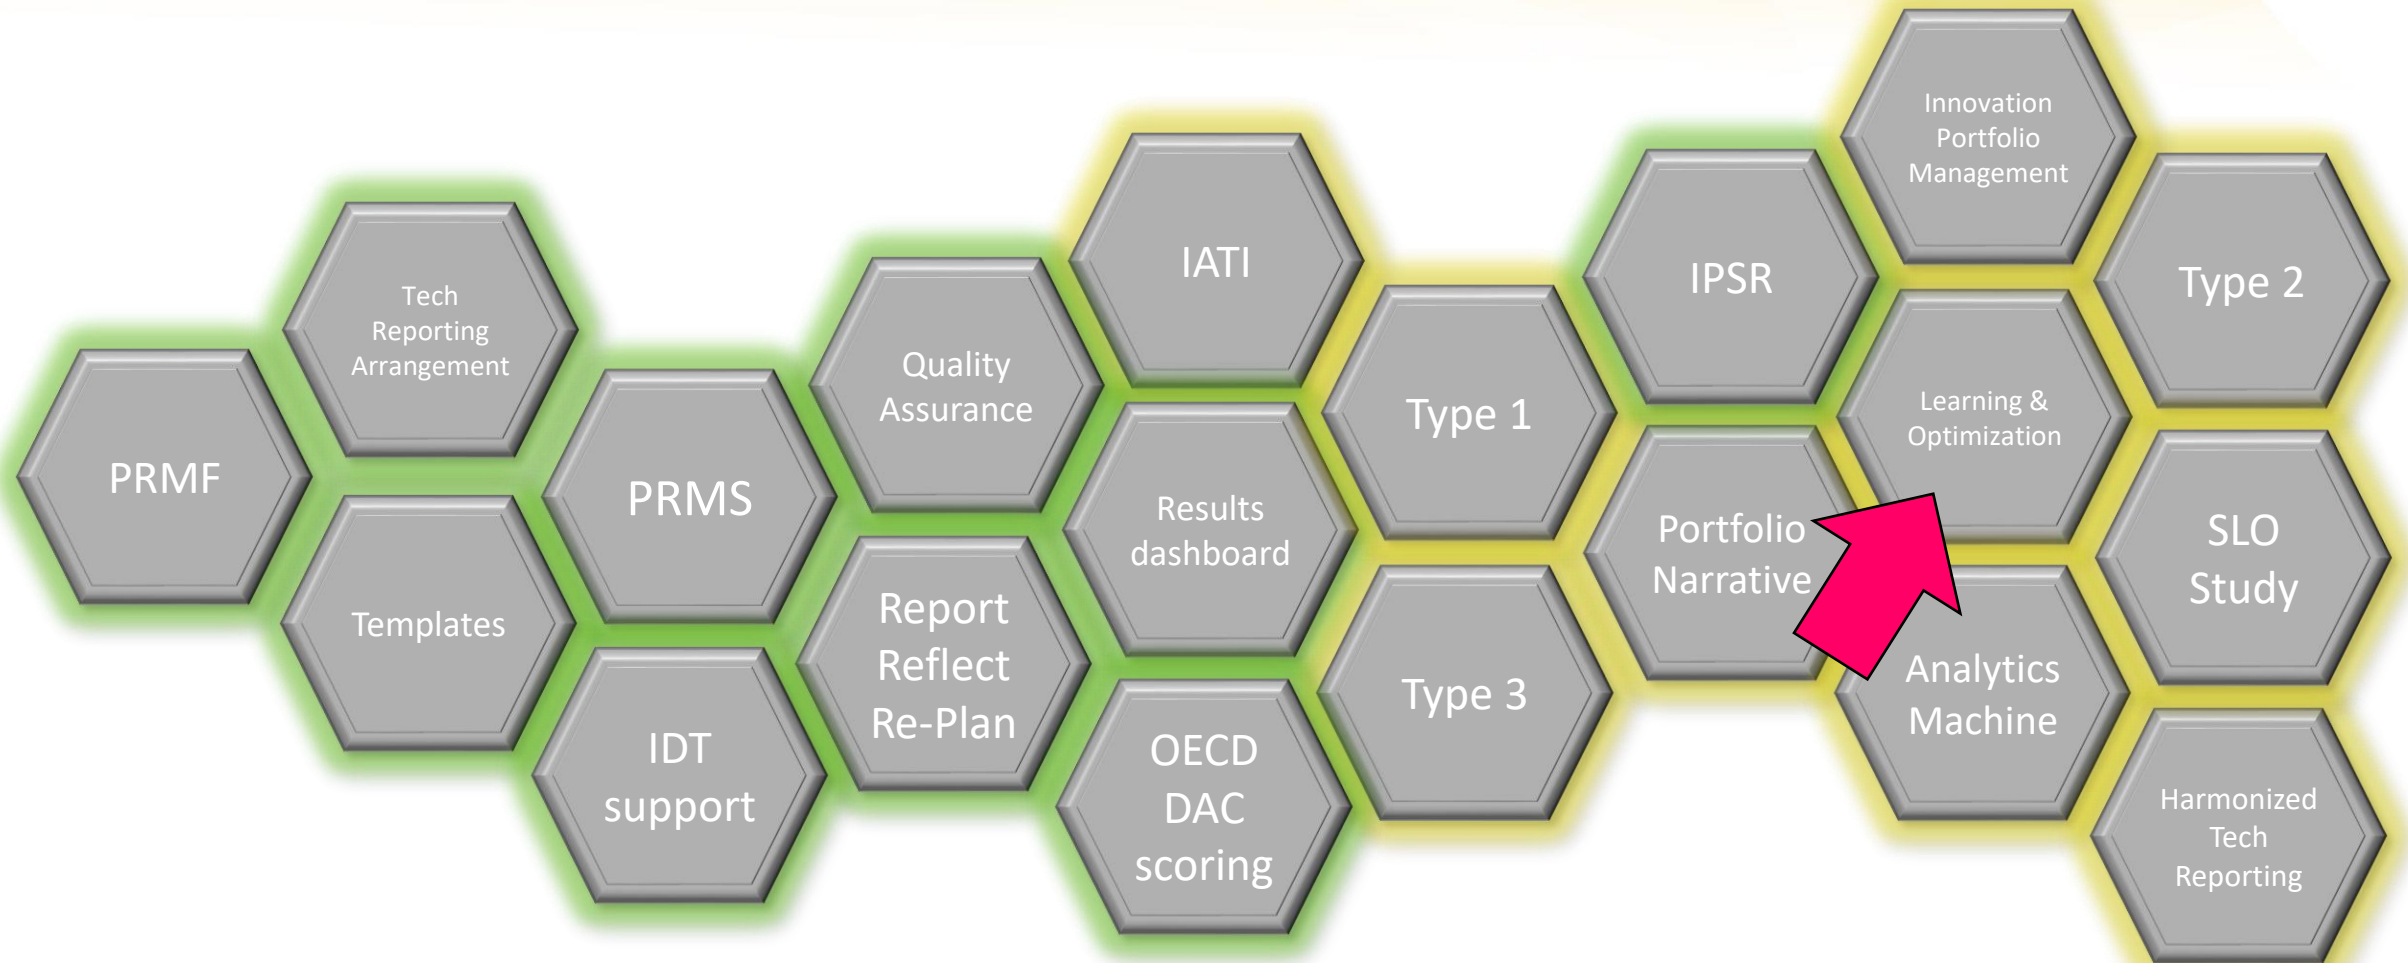 PRMF
Tech
Reporting
Arrangement
Templates
PRMS
IDT
support
Quality
Assurance
Report
Reflect
Re-Plan
IATI
Results
dashboard
OECD
DAC
scoring
Type 1
Type 3
IPSR
Portfolio
Narrative
Innovation
Portfolio
Management
Learning &
Optimization
Analytics
Machine
Type 2
SLO
Study
Harmonized
Tech
Reporting